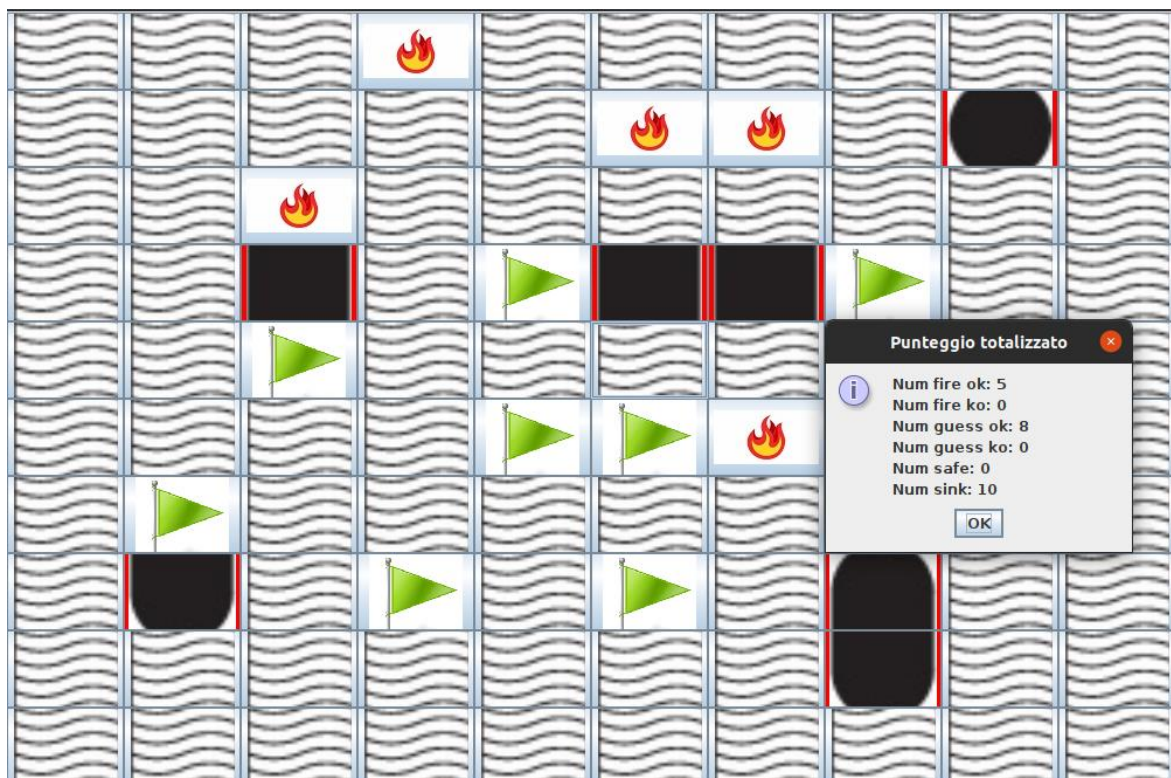 Punteggio totalizzato
Num fire ok: 5
Num fire ko: 0
Num guess ok: 8
Num guess ko: 0
Num safe: 0
Num sink: 10
OK